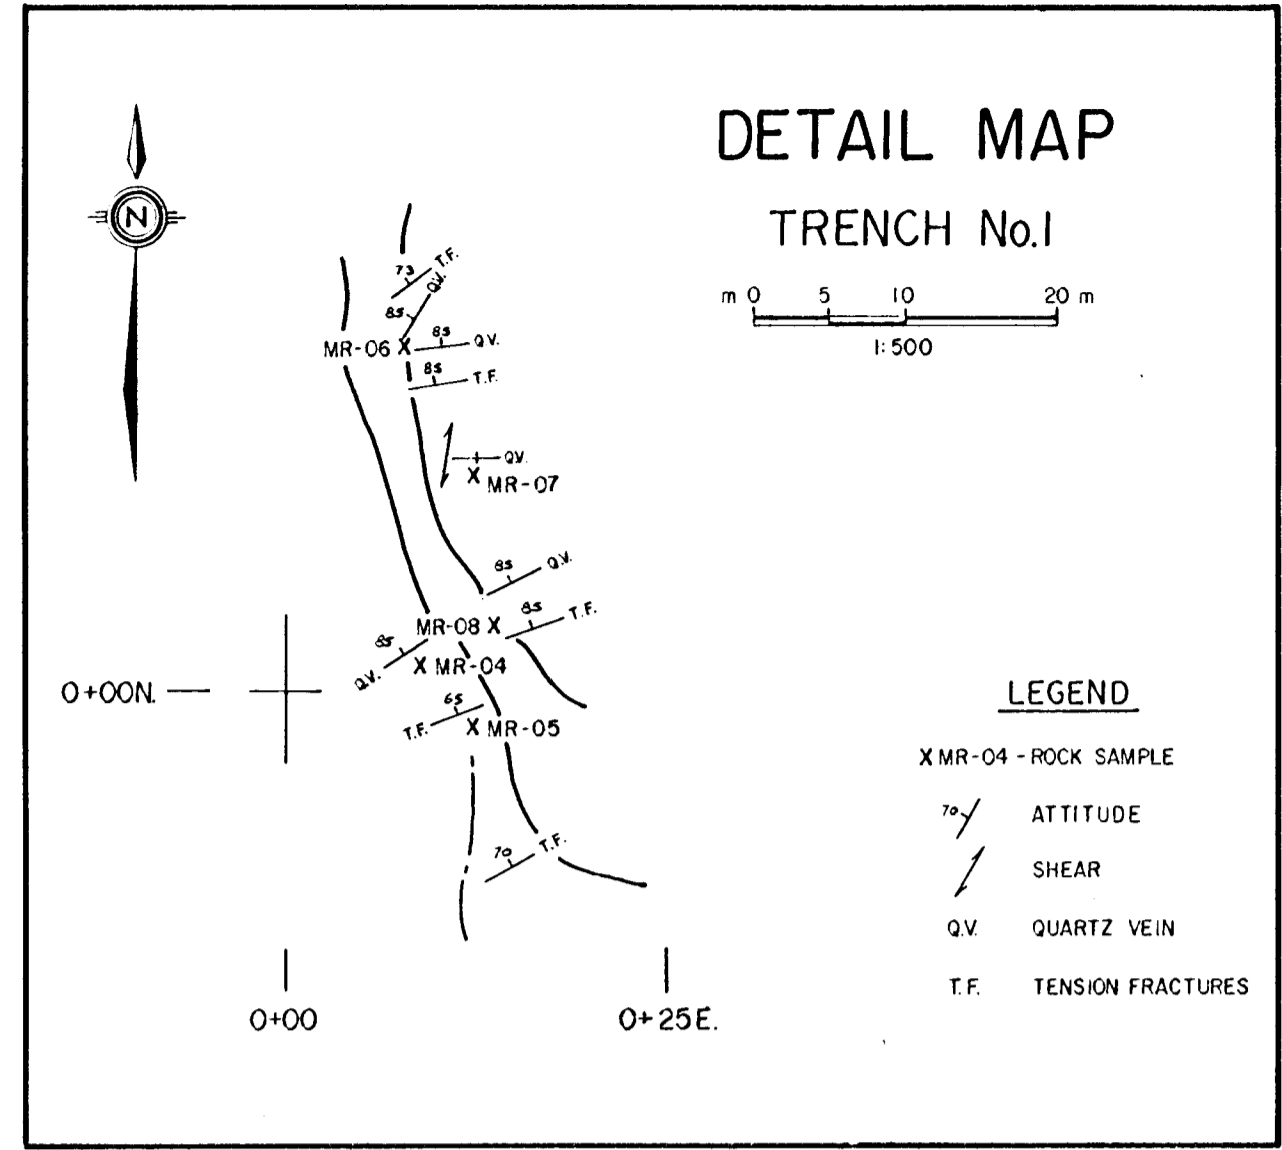 DETAIL MAP
TRENCH No.1
m 0 5 10 20 m
1:500
N
T.F.
73
Q.V.
85
85
MR-06 X
Q.V.
85
T.F.
Q.V.
X MR-07
85
Q.V.
85
T.F.
MR-08 X
85
Q.V.
X MR-04
0+00N.
65
T.F.
X MR-05
70
T.F.
0+00
0+25E.
LEGEND
X MR-04 - ROCK SAMPLE
70 ATTITUDE
SHEAR
Q.V. QUARTZ VEIN
T.F. TENSION FRACTURES